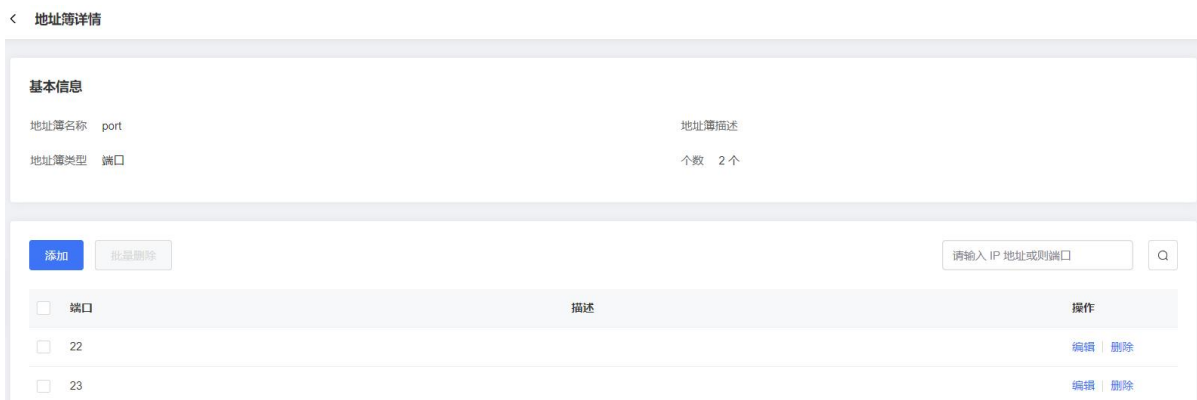 地址簿详情
基本信息
地址簿名称 port 地址簿描述
地址簿类型 端口 个数 2 个
添加 批量删除 请输入 IP 地址或则端口
端口 描述 操作
22 编辑 删除
23 编辑 删除